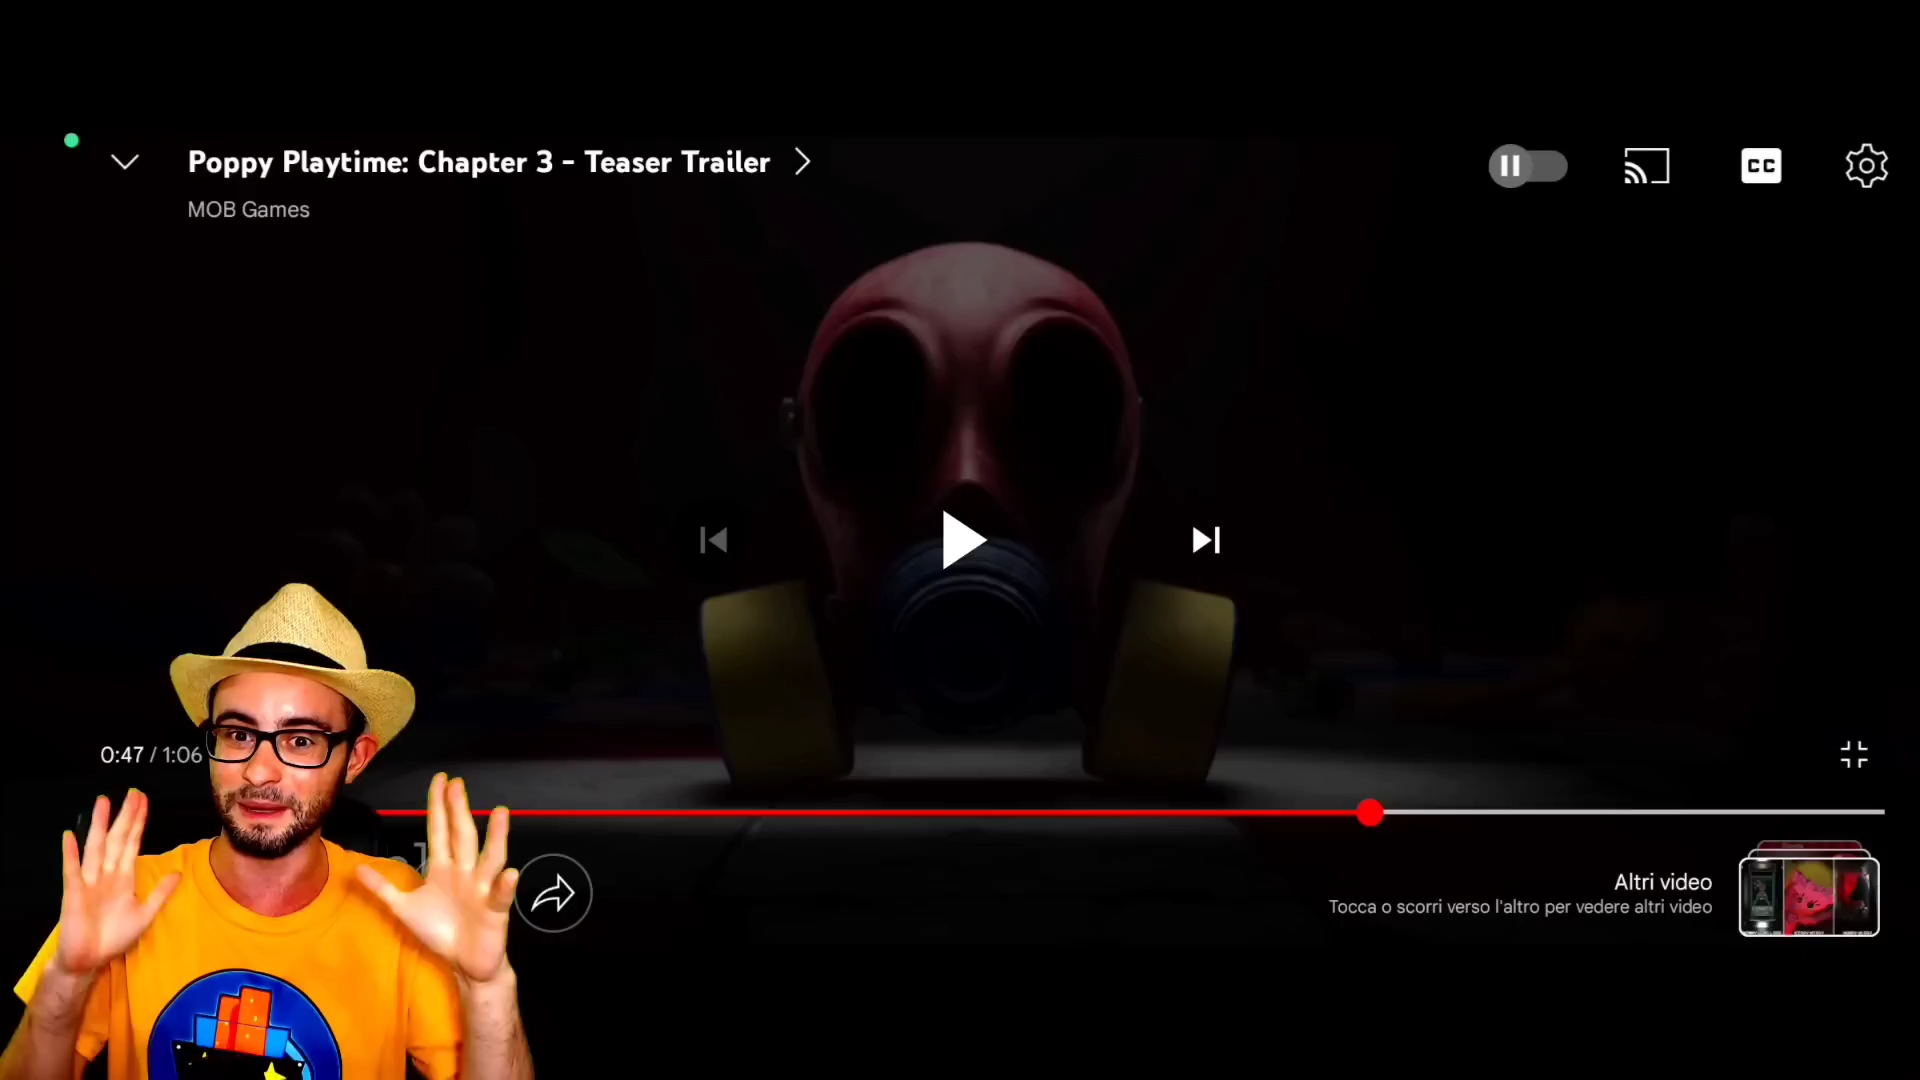 Poppy Playtime: Chapter 3 - Teaser Trailer
MOB Games
CC
0:47 / 1:06
Altri video
Tocca o scorri verso l'altro per vedere altri video